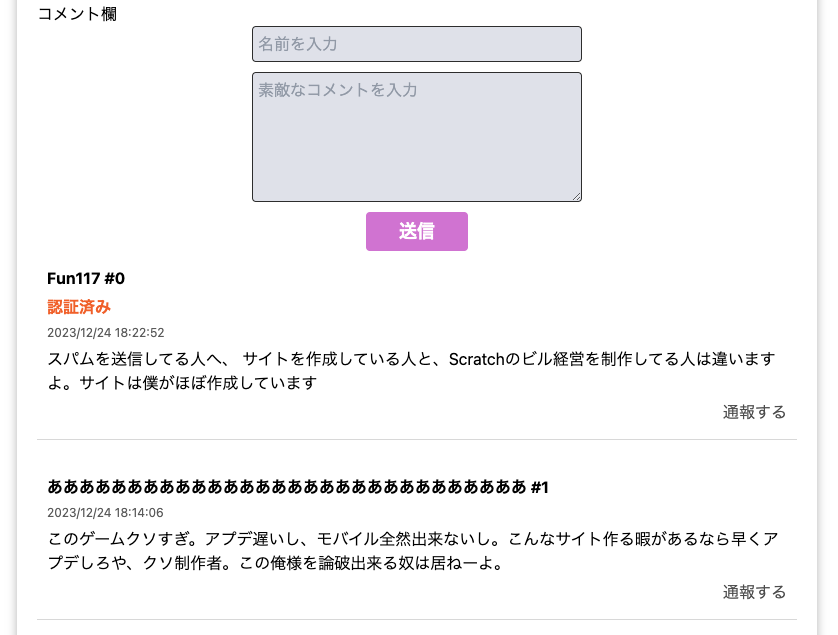 コメント欄
名前を入力
素敵なコメントを入力
送信
Fun117 #0
認証済み
2023/12/24 18:22:52
スパムを送信してる人へ、 サイトを作成している人と、Scratchのビル経営を制作してる人は違います
よ。サイトは僕がほぼ作成しています
通報する
ああああああああああああああああああああああああああああああ #1
2023/12/24 18:14:06
このゲームクソすぎ。アプデ遅いし、モバイル全然出来ないし。こんなサイト作る暇があるなら早くア
プデしろや、クソ制作者。この俺様を論破出来る奴は居ねーよ。
通報する